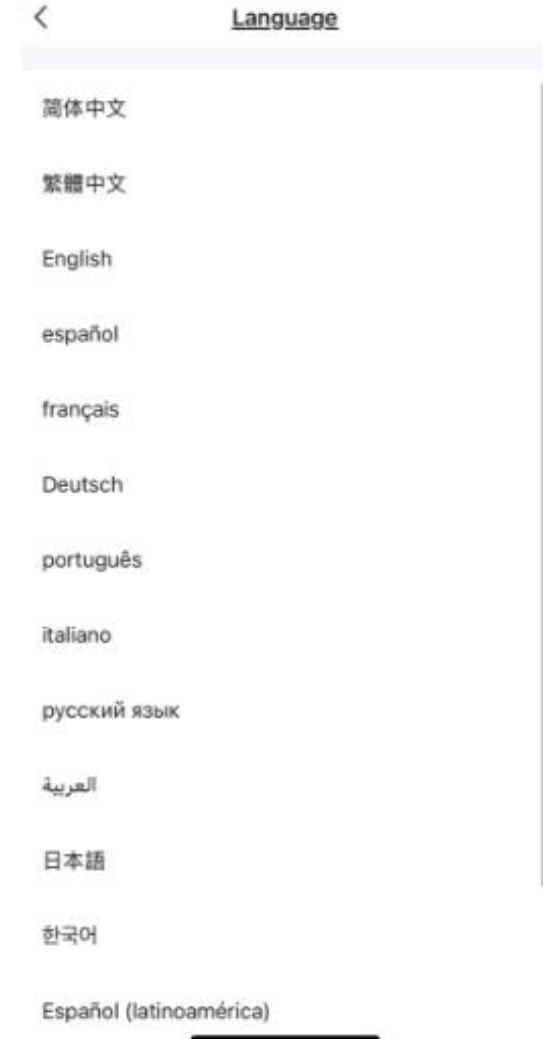 Language
简体中文
繁體中文
English
español
français
Deutsch
português
italiano
русский язык
العربية
日本語
한국어
Español (latinoamérica)